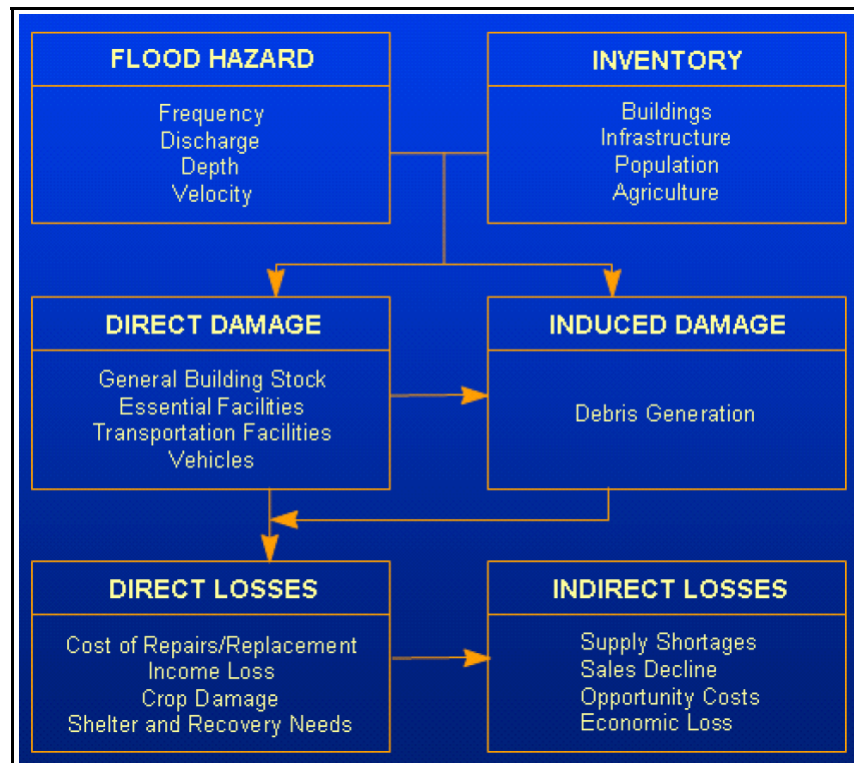 FLOOD HAZARD
Frequency
Discharge
Depth
Velocity
INVENTORY
Buildings
Infrastructure
Population
Agriculture
DIRECT DAMAGE
General Building Stock
Essential Facilities
Transportation Facilities
Vehicles
INDUCED DAMAGE
Debris Generation
DIRECT LOSSES
Cost of Repairs/Replacement
Income Loss
Crop Damage
Shelter and Recovery Needs
INDIRECT LOSSES
Supply Shortages
Sales Decline
Opportunity Costs
Economic Loss